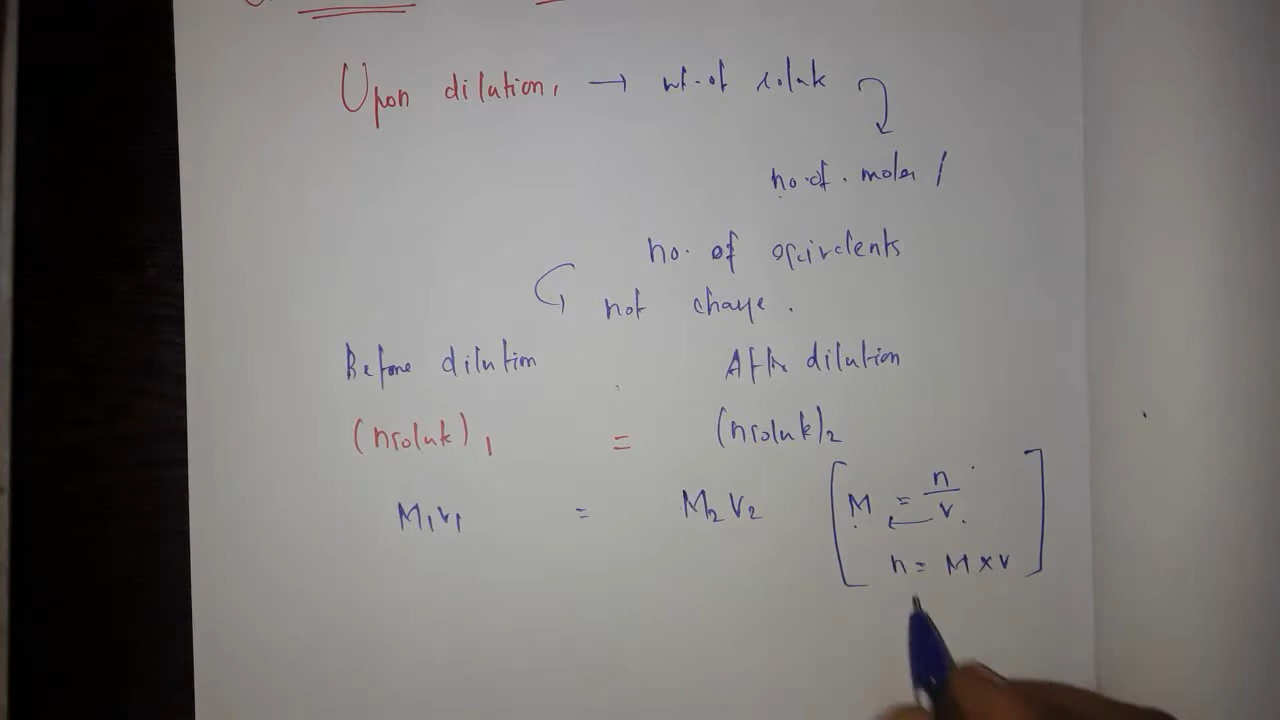 Upon dilution, → wt. of solute
no. of. moles /
no. of equivalents
not change.
Before dilution After dilution
(nsolute)1 = (nsolute)2
M1V1 = M2V2 [M = n/V
n = M × V]